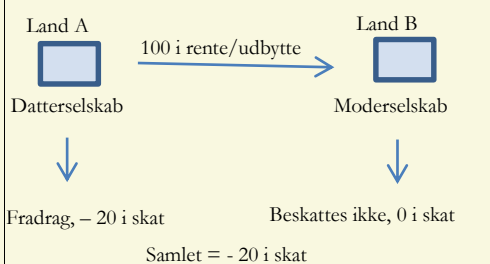 Land A
Land B
100 i rente/udbytte
Datterselskab
Moderselskab
Fradrag, – 20 i skat
Beskattes ikke, 0 i skat
Samlet = - 20 i skat